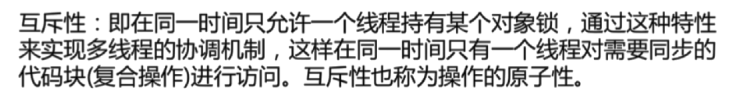 互斥性：即在同一时间只允许一个线程持有某个对象锁，通过这种特性
来实现多线程的协调机制，这样在同一时间只有一个线程对需要同步的
代码块(复合操作)进行访问。互斥性也称为操作的原子性。